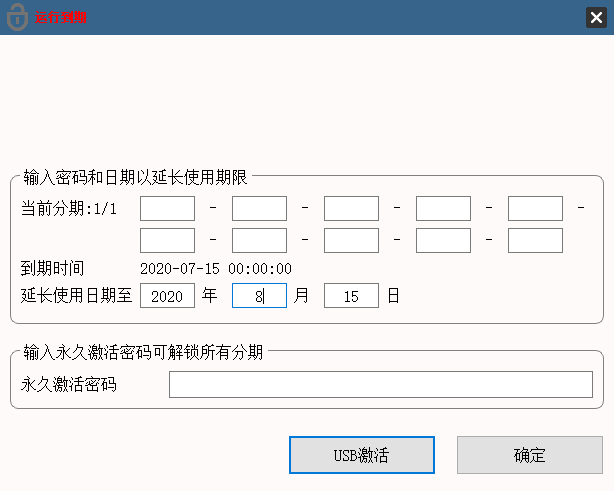 运行到期
输入密码和日期以延长使用期限
当前分期:1/1 - - - - -
- - - -
到期时间 2020-07-15 00:00:00
延长使用日期至 2020 年 8 月 15 日
输入永久激活密码可解锁所有分期
永久激活密码
USB激活 确定